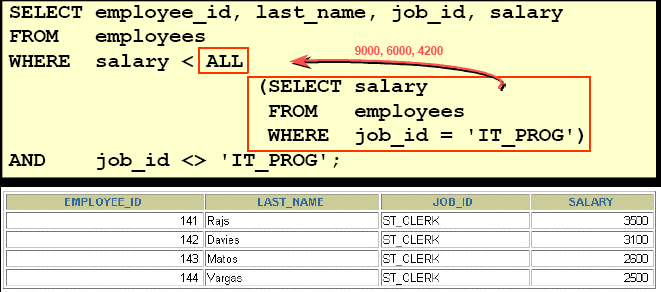 SELECT employee_id, last_name, job_id, salary
FROM employees
WHERE salary < ALL
9000, 6000, 4200
(SELECT salary
FROM employees
WHERE job_id = 'IT_PROG')
AND job_id <> 'IT_PROG';
EMPLOYEE_ID LAST_NAME JOB_ID SALARY
141 Rajs ST_CLERK 3500
142 Davies ST_CLERK 3100
143 Matos ST_CLERK 2600
144 Vargas ST_CLERK 2500